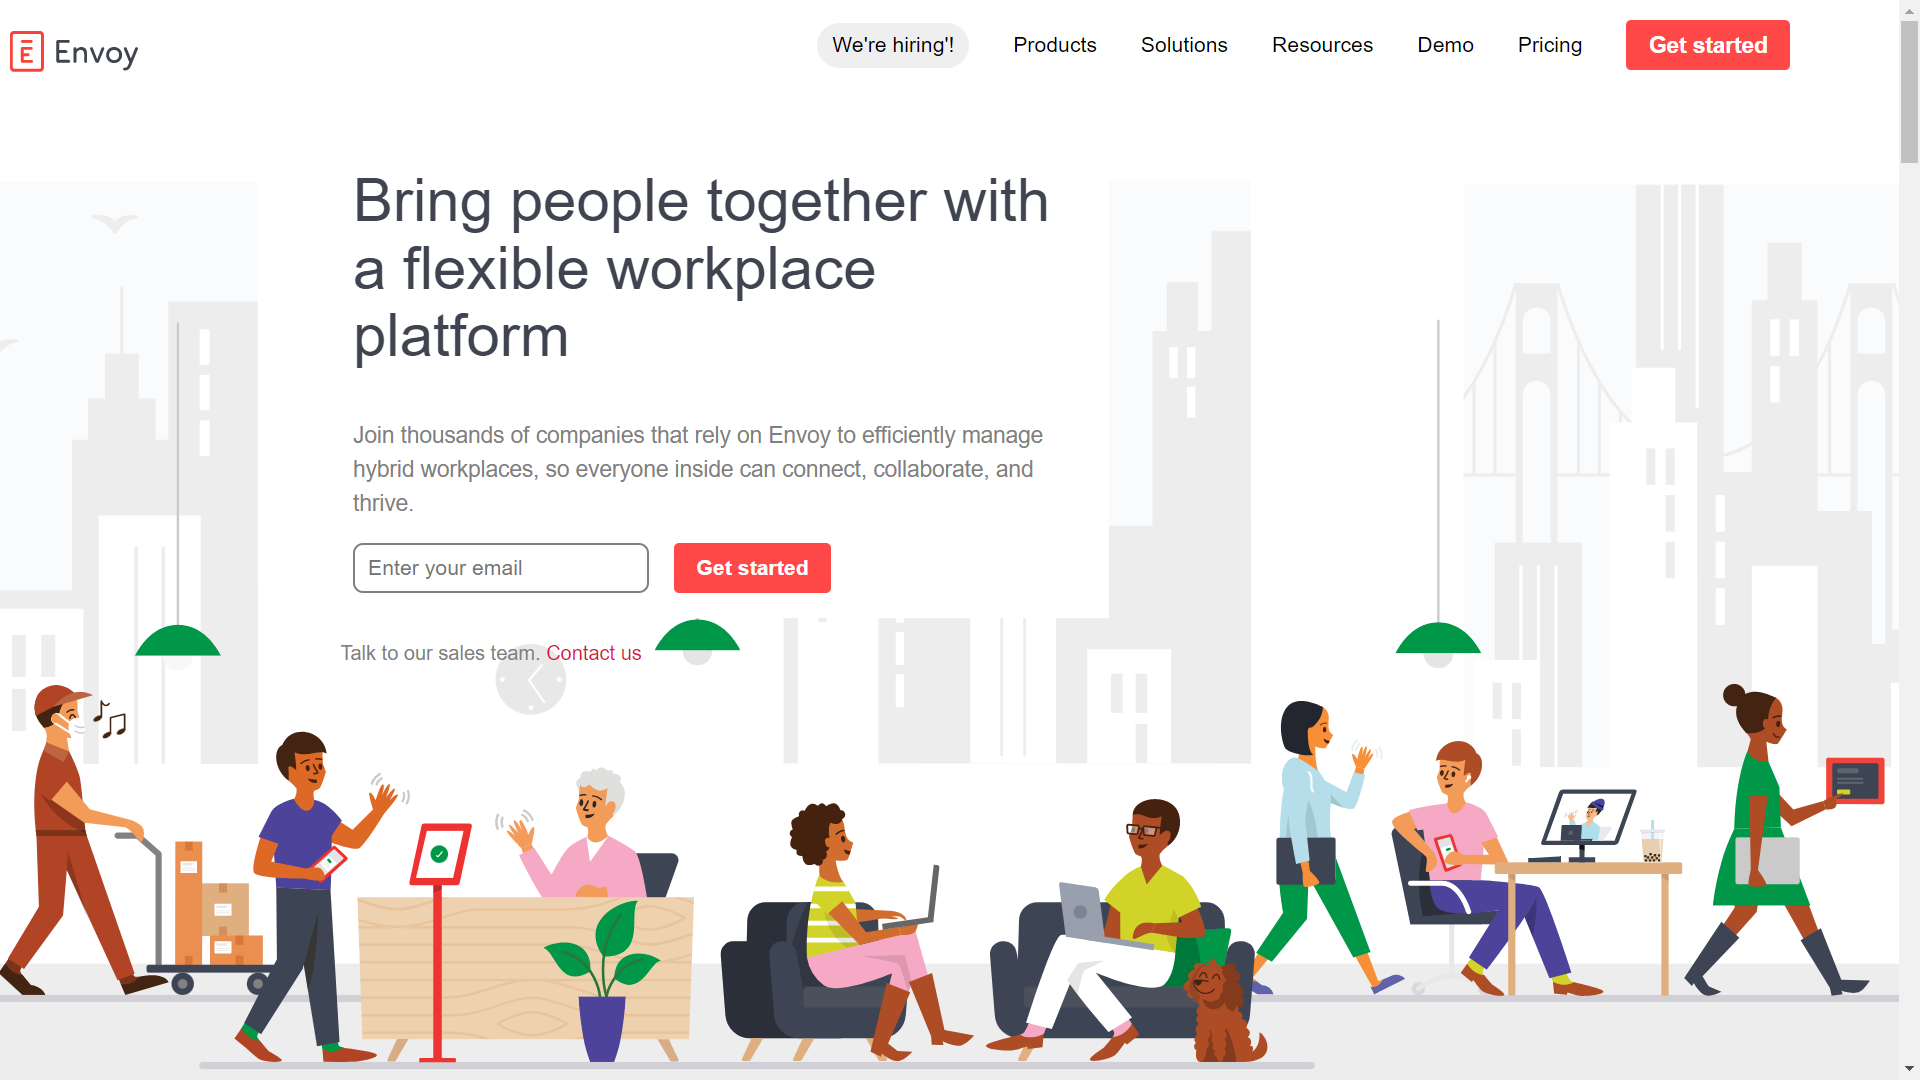 Envoy
We're hiring'!
Products
Solutions
Resources
Demo
Pricing
Get started
Bring people together with
a flexible workplace
platform
Join thousands of companies that rely on Envoy to efficiently manage
hybrid workplaces, so everyone inside can connect, collaborate, and
thrive.
Enter your email
Get started
Talk to our sales team. Contact us